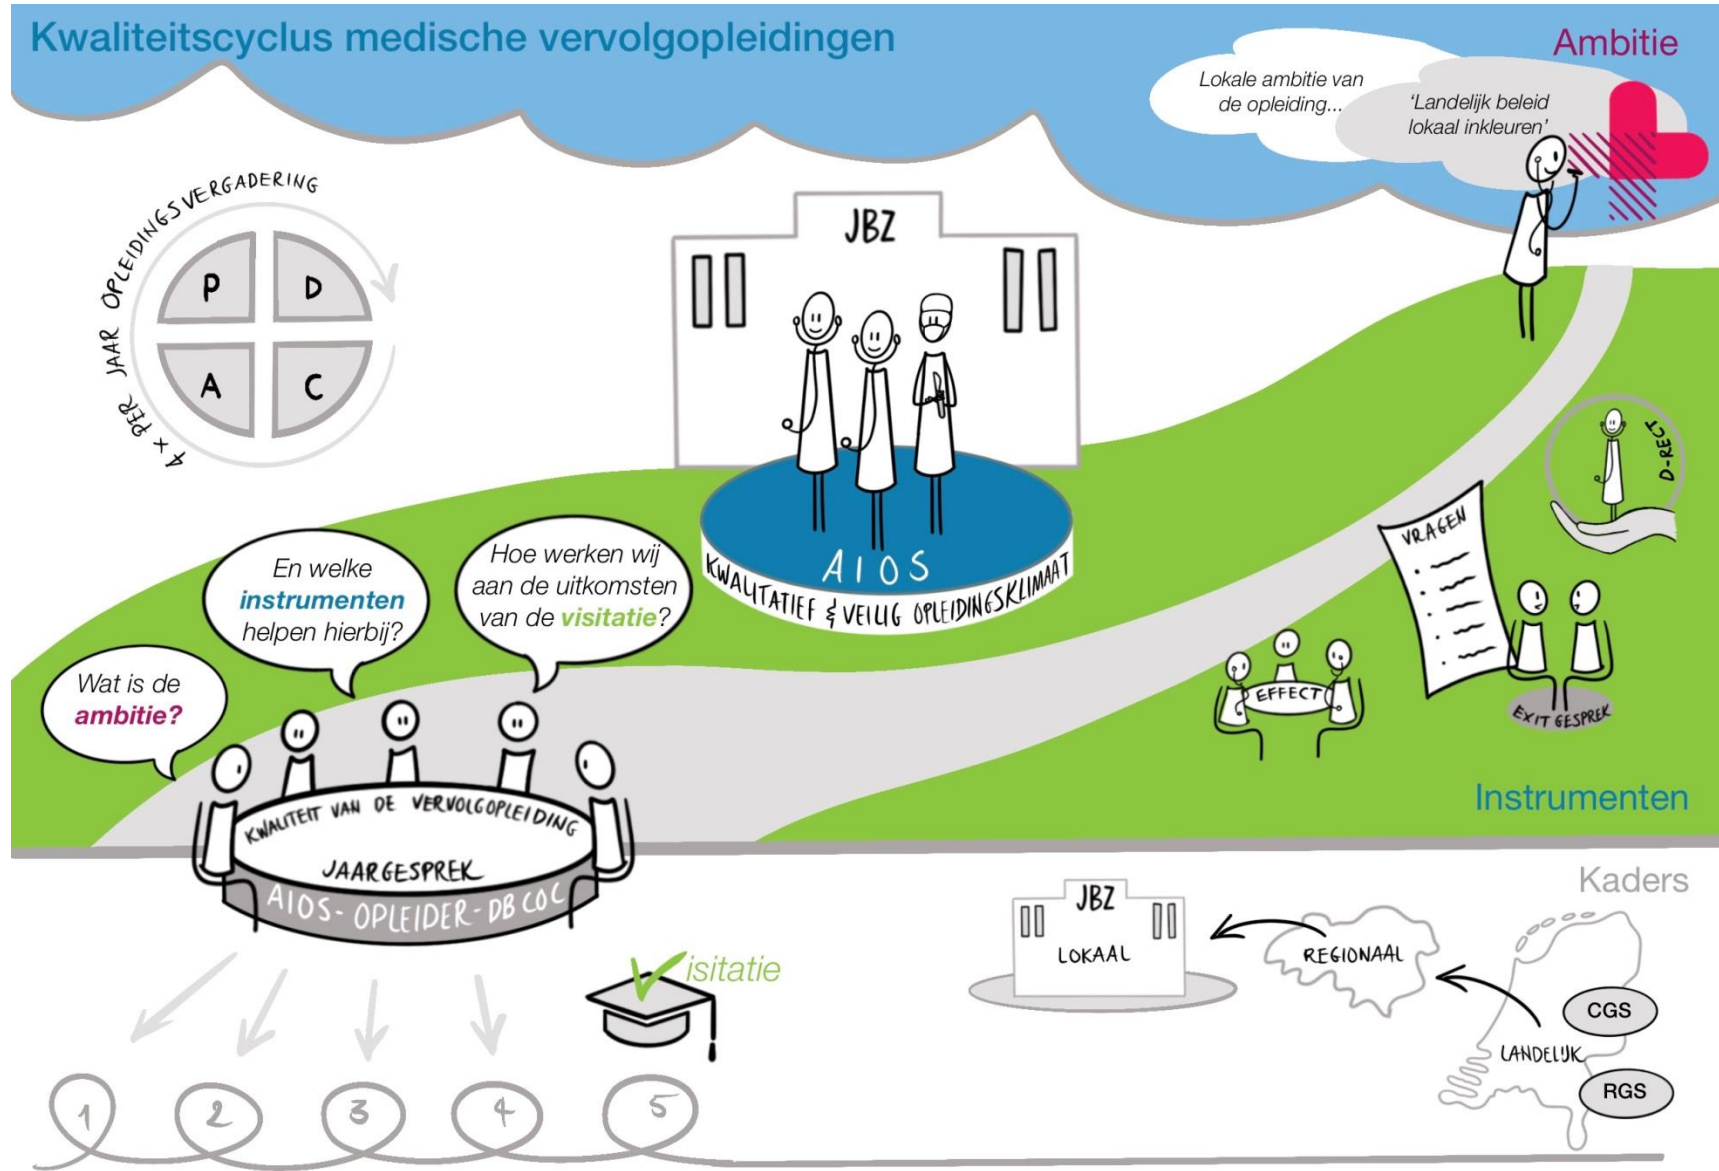 Kwaliteitscyclus medische vervolgopleidingen
Ambitie
Lokale ambitie van
de opleiding...
'Landelijk beleid
lokaal inkleuren'
4 x PER JAAR OPLEIDINGSVERGADERING
P
D
A
C
JBZ
AIOS
KWALITATIEF & VEILIG OPLEIDINGSKLIMAAT
D-RECT
VRAGEN
EFFECT
EXIT GESPREK
Instrumenten
Wat is de
ambitie?
En welke
instrumenten
helpen hierbij?
Hoe werken wij
aan de uitkomsten
van de visitatie?
KWALITEIT VAN DE VERVOLGOPLEIDING
JAARGESPREK
AIOS - OPLEIDER - DB COC
Visitatie
1
2
3
4
5
Kaders
JBZ
LOKAAL
REGIONAAL
LANDELIJK
CGS
RGS